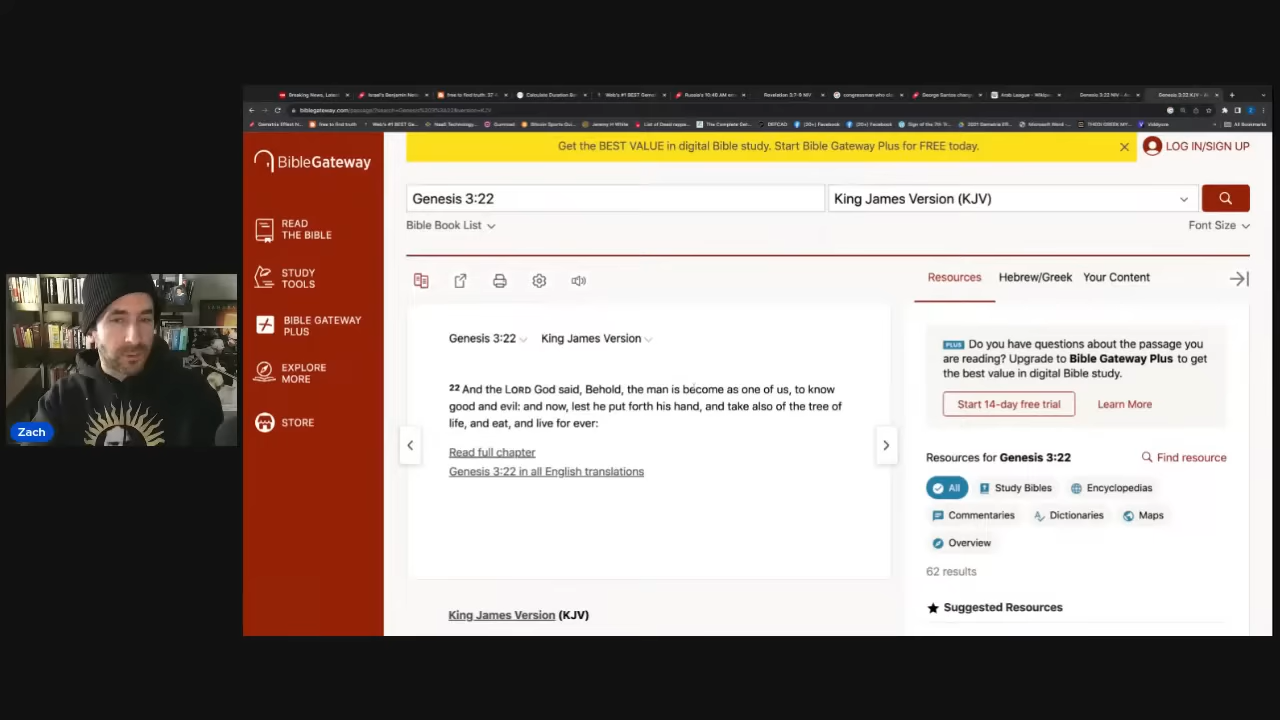 biblegateway.com
BibleGateway
Get the BEST VALUE in digital Bible study. Start Bible Gateway Plus for FREE today.
LOG IN/SIGN UP
Genesis 3:22
King James Version (KJV)
Bible Book List
Font Size
READ
THE BIBLE
STUDY
TOOLS
BIBLE GATEWAY
PLUS
EXPLORE
MORE
STORE
Resources
Hebrew/Greek
Your Content
Genesis 3:22
King James Version
22 And the LORD God said, Behold, the man is become as one of us, to know
good and evil: and now, lest he put forth his hand, and take also of the tree of
life, and eat, and live for ever:
Read full chapter
Genesis 3:22 in all English translations
King James Version (KJV)
PLUS Do you have questions about the passage you
are reading? Upgrade to Bible Gateway Plus to get
the best value in digital Bible study.
Start 14-day free trial
Learn More
Resources for Genesis 3:22
Find resource
All
Study Bibles
Encyclopedias
Commentaries
Dictionaries
Maps
Overview
62 results
Suggested Resources
Zach